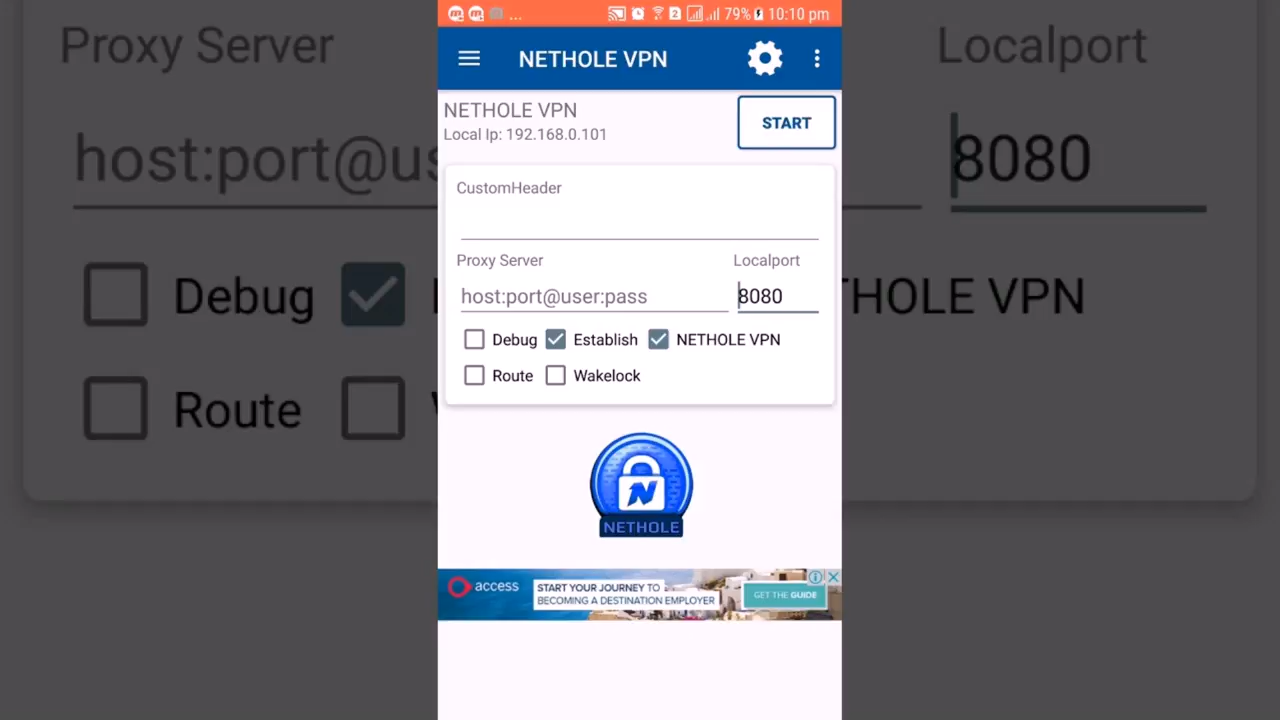 ... 2 79% 10:10 pm
Proxy Server
Localport
NETHOLE VPN
NETHOLE VPN
Local Ip: 192.168.0.101
START
host:port@us
8080
CustomHeader
Proxy Server Localport
host:port@user:pass 8080
Debug
HOLE VPN
Debug Establish NETHOLE VPN
Route Wakelock
Route
NETHOLE
access START YOUR JOURNEY TO
BECOMING A DESTINATION EMPLOYER
GET THE GUIDE